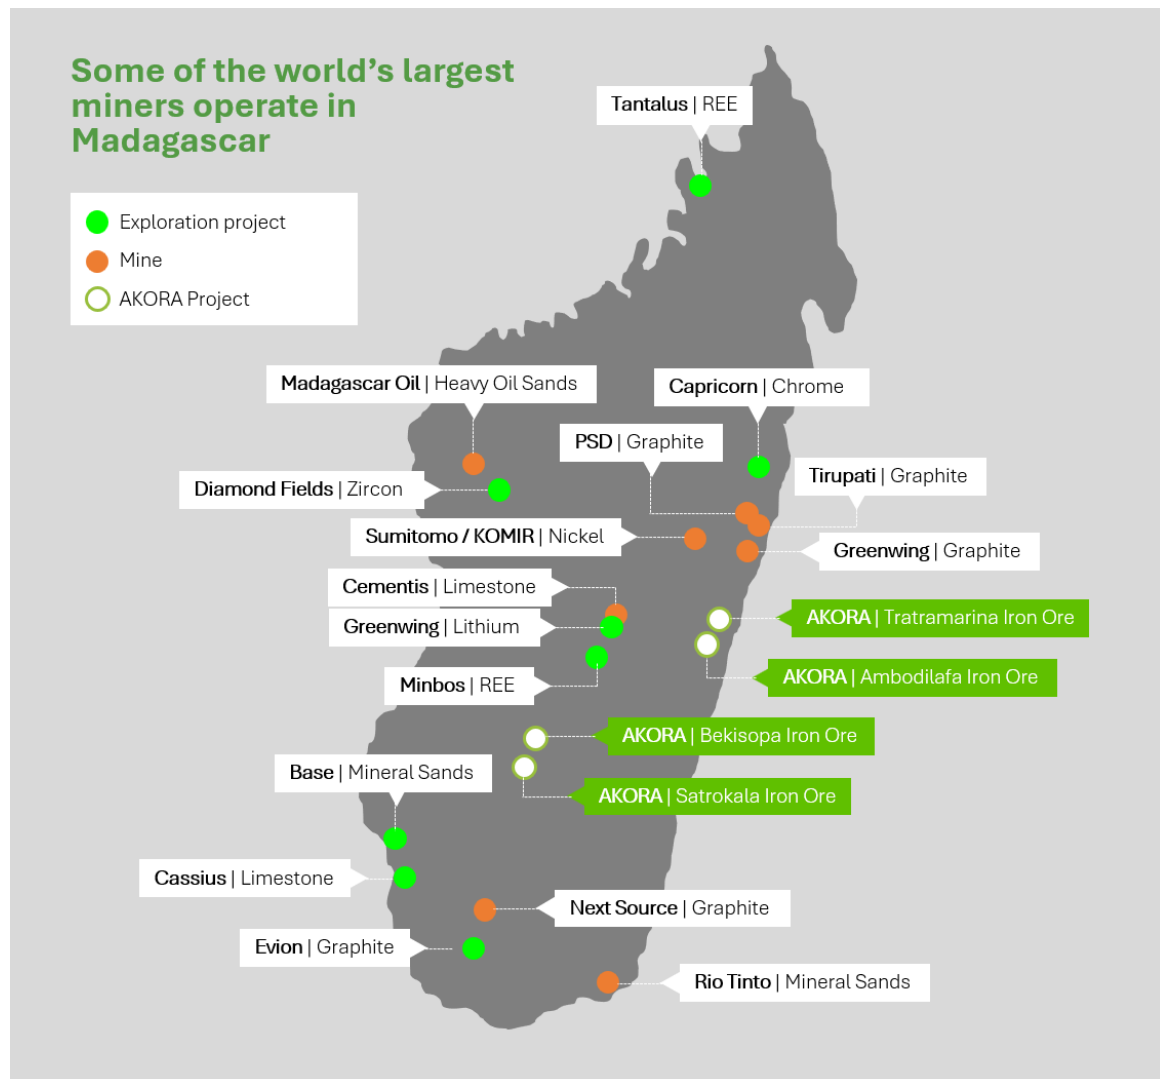 Some of the world's largest
miners operate in
Madagascar
Exploration project
Mine
AKORA Project
Tantalus | REE
Madagascar Oil | Heavy Oil Sands
Capricorn | Chrome
PSD | Graphite
Tirupati | Graphite
Diamond Fields | Zircon
Sumitomo / KOMIR | Nickel
Greenwing | Graphite
Cementis | Limestone
Greenwing | Lithium
AKORA | Tratramarina Iron Ore
AKORA | Ambodilafa Iron Ore
Minbos | REE
AKORA | Bekisopa Iron Ore
Base | Mineral Sands
AKORA | Satrokala Iron Ore
Cassius | Limestone
Next Source | Graphite
Evion | Graphite
Rio Tinto | Mineral Sands